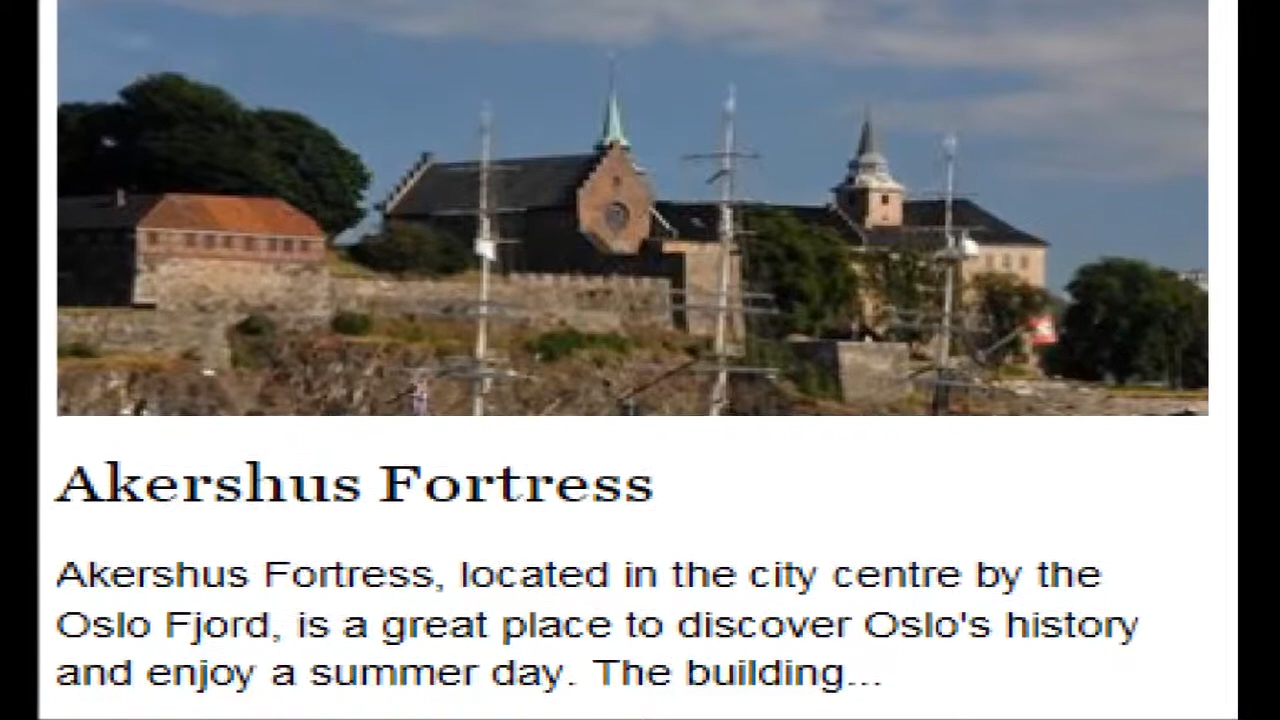 Akershus Fortress
Akershus Fortress, located in the city centre by the
Oslo Fjord, is a great place to discover Oslo's history
and enjoy a summer day. The building...